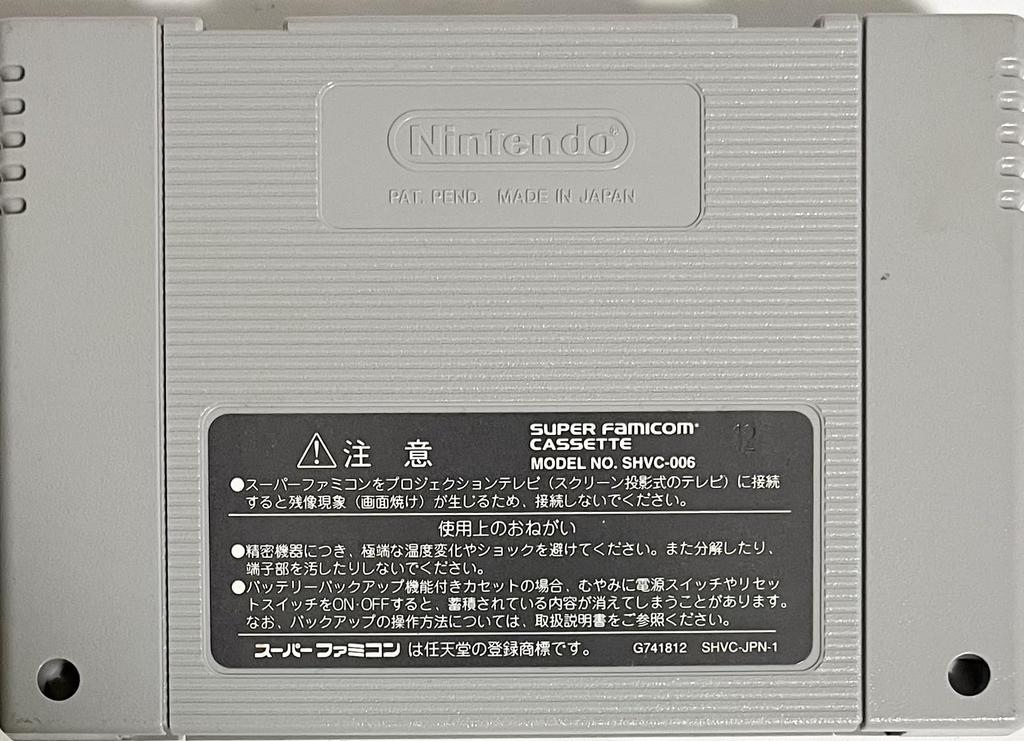 Nintendo®
PAT. PEND. MADE IN JAPAN
⚠注 意
SUPER FAMICOM®
CASSETTE
12
MODEL NO. SHVC-006
●スーパーファミコンをプロジェクションテレビ（スクリーン投影式のテレビ）に接続
すると残像現象（画面焼け）が生じるため、接続しないでください。
使用上のおねがい
●精密機器につき、極端な温度変化やショックを避けてください。また分解したり、
端子部を汚したりしないでください。
●バッテリーバックアップ機能付きカセットの場合、むやみに電源スイッチやリセッ
トスイッチをON·OFFすると、蓄積されている内容が消えてしまうことがあります。
なお、バックアップの操作方法については、取扱説明書をご参照ください。
スーパーファミコン は任天堂の登録商標です。 G741812 SHVC-JPN-1